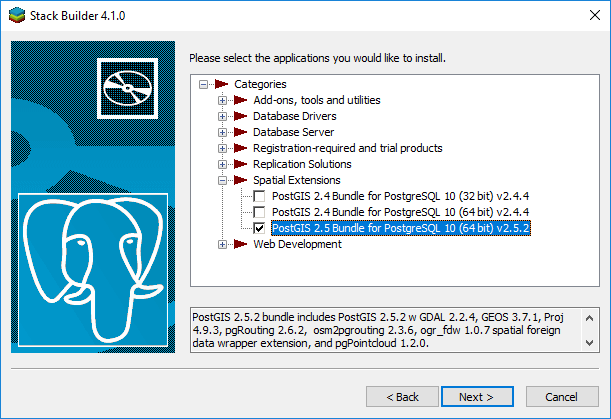 Stack Builder 4.1.0
Please select the applications you would like to install.
Categories
Add-ons, tools and utilities
Database Drivers
Database Server
Registration-required and trial products
Replication Solutions
Spatial Extensions
PostGIS 2.4 Bundle for PostgreSQL 10 (32 bit) v2.4.4
PostGIS 2.4 Bundle for PostgreSQL 10 (64 bit) v2.4.4
PostGIS 2.5 Bundle for PostgreSQL 10 (64 bit) v2.5.2
Web Development
PostGIS 2.5.2 bundle includes PostGIS 2.5.2 w GDAL 2.2.4, GEOS 3.7.1, Proj
4.9.3, pgRouting 2.6.2,  osm2pgrouting 2.3.6, ogr_fdw 1.0.7 spatial foreign
data wrapper extension, and pgPointcloud 1.2.0.
< Back
Next >
Cancel